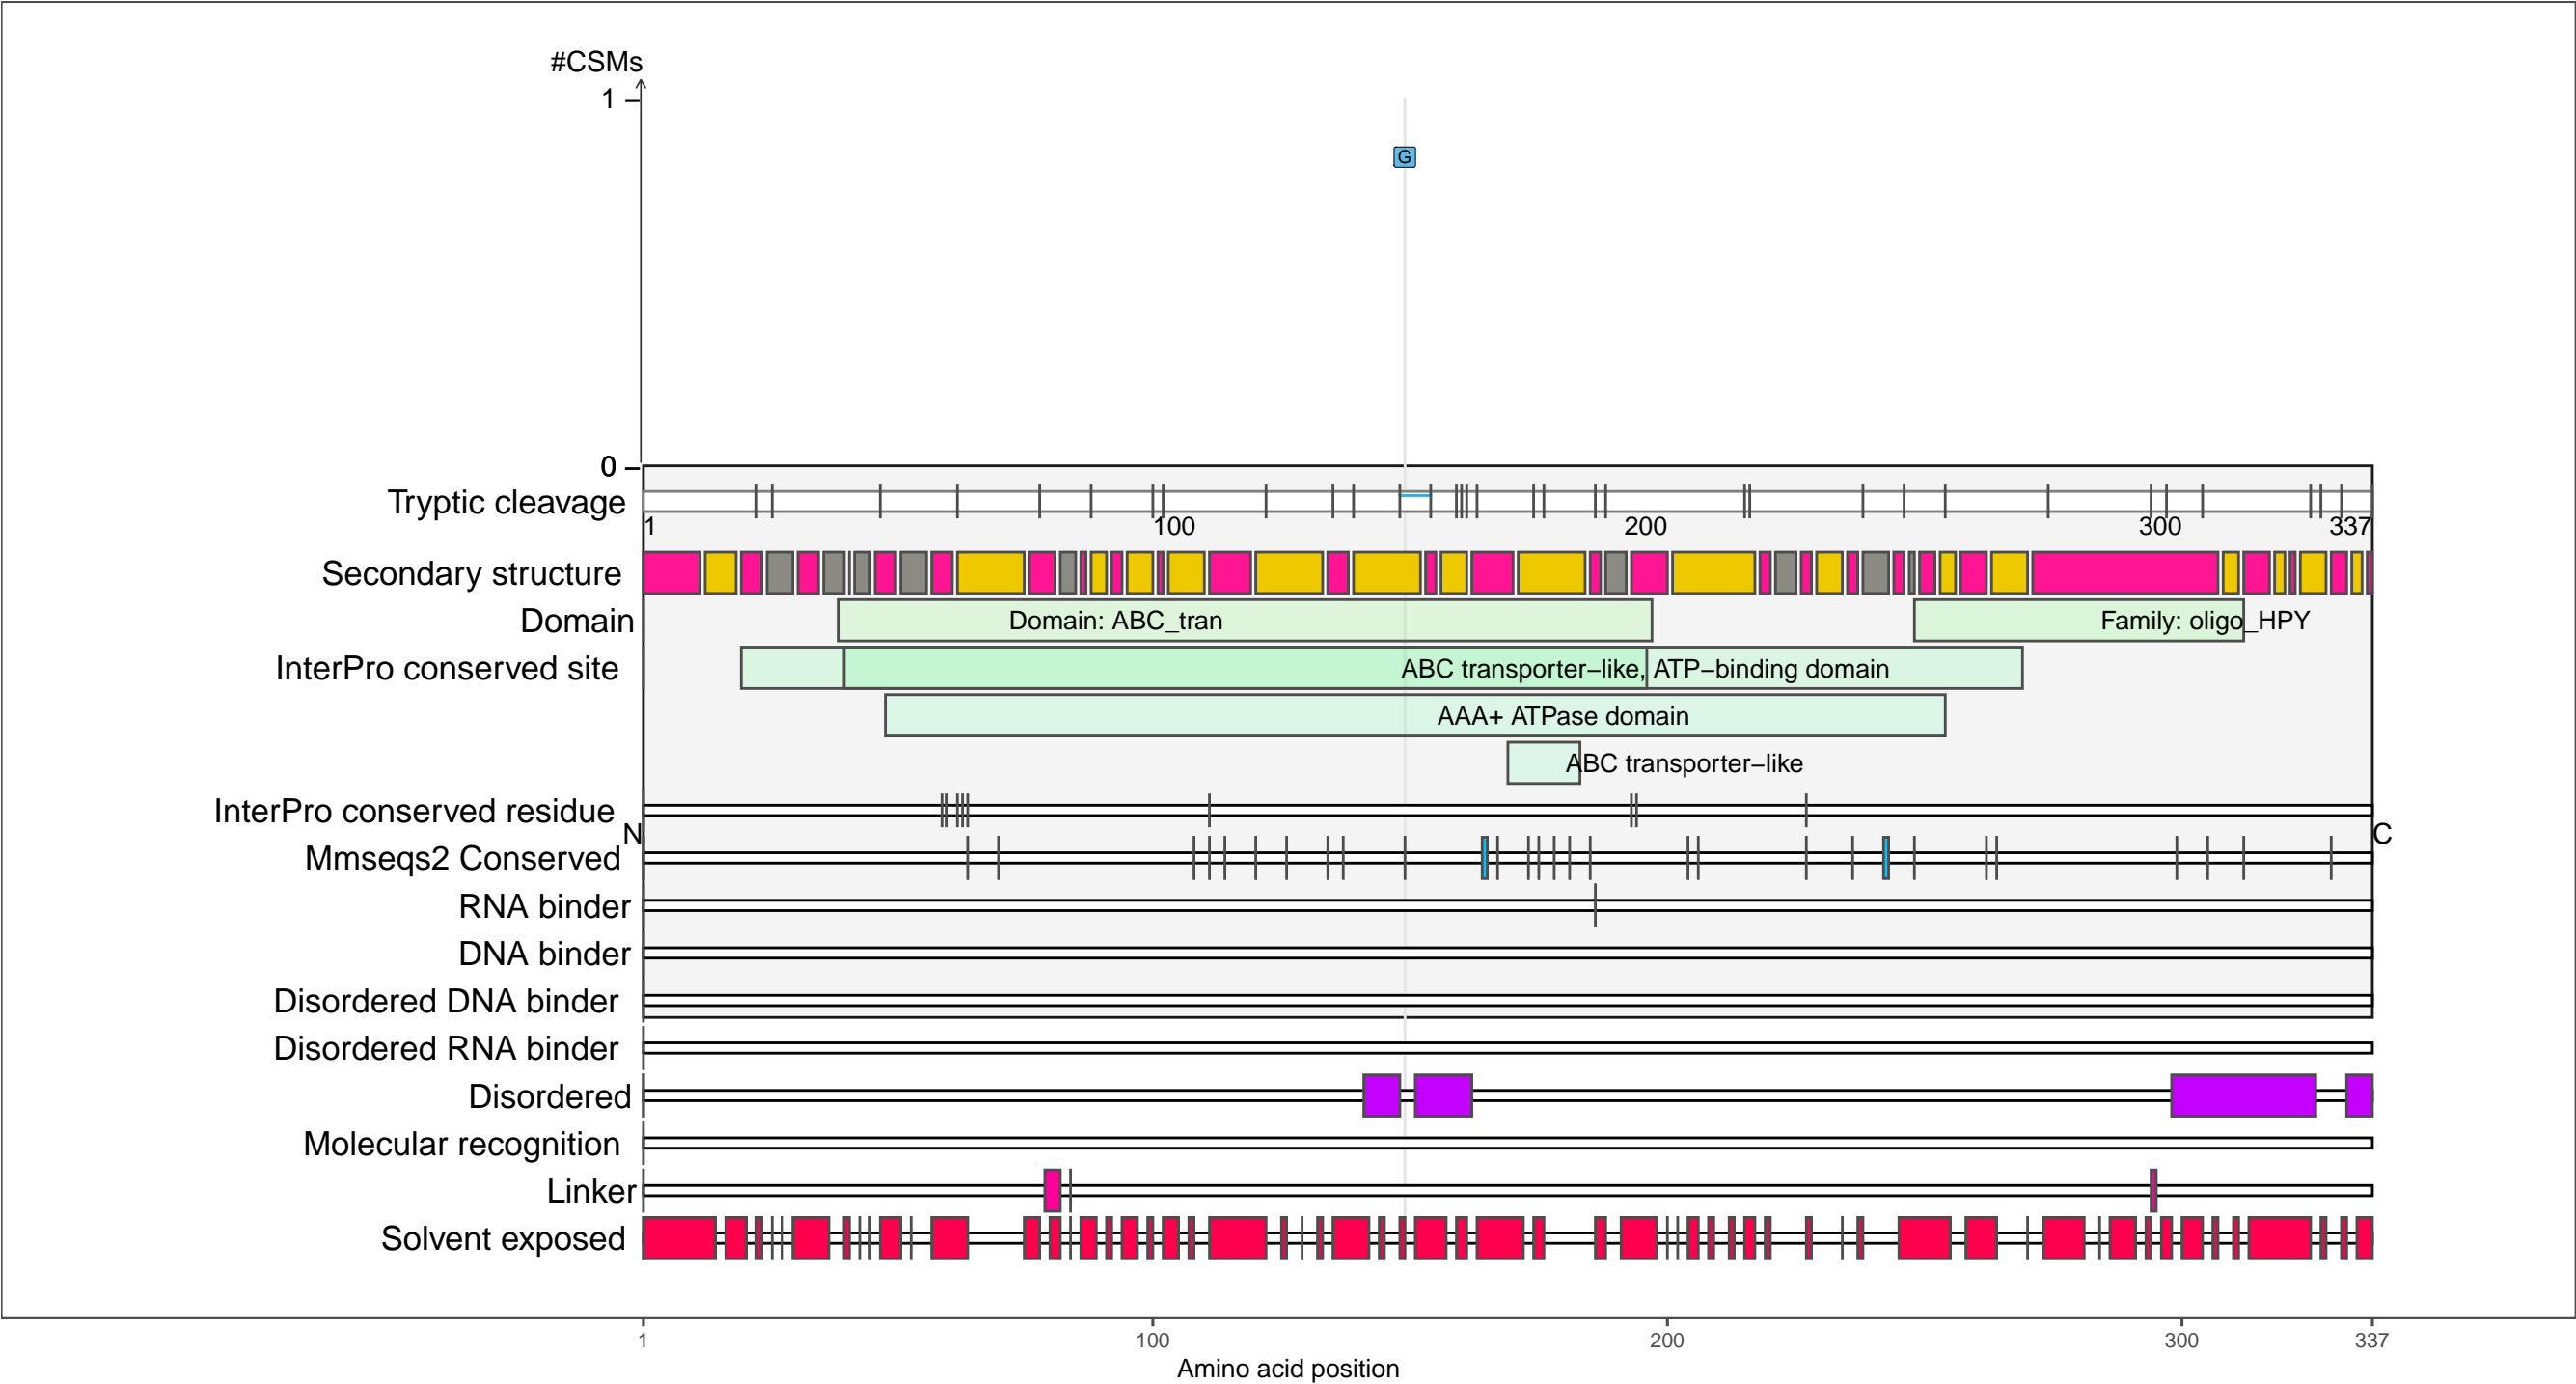 #CSMs
1
G
0
Tryptic cleavage
1 100 200 300 337
Secondary structure
Domain
Domain: ABC_tran
Family: oligo_HPY
InterPro conserved site
ABC transporter−like, ATP−binding domain
AAA+ ATPase domain
ABC transporter−like
InterPro conserved residue
N
C
Mmseqs2 Conserved
RNA binder
DNA binder
Disordered DNA binder
Disordered RNA binder
Disordered
Molecular recognition
Linker
Solvent exposed
1 100 200 300 337
Amino acid position